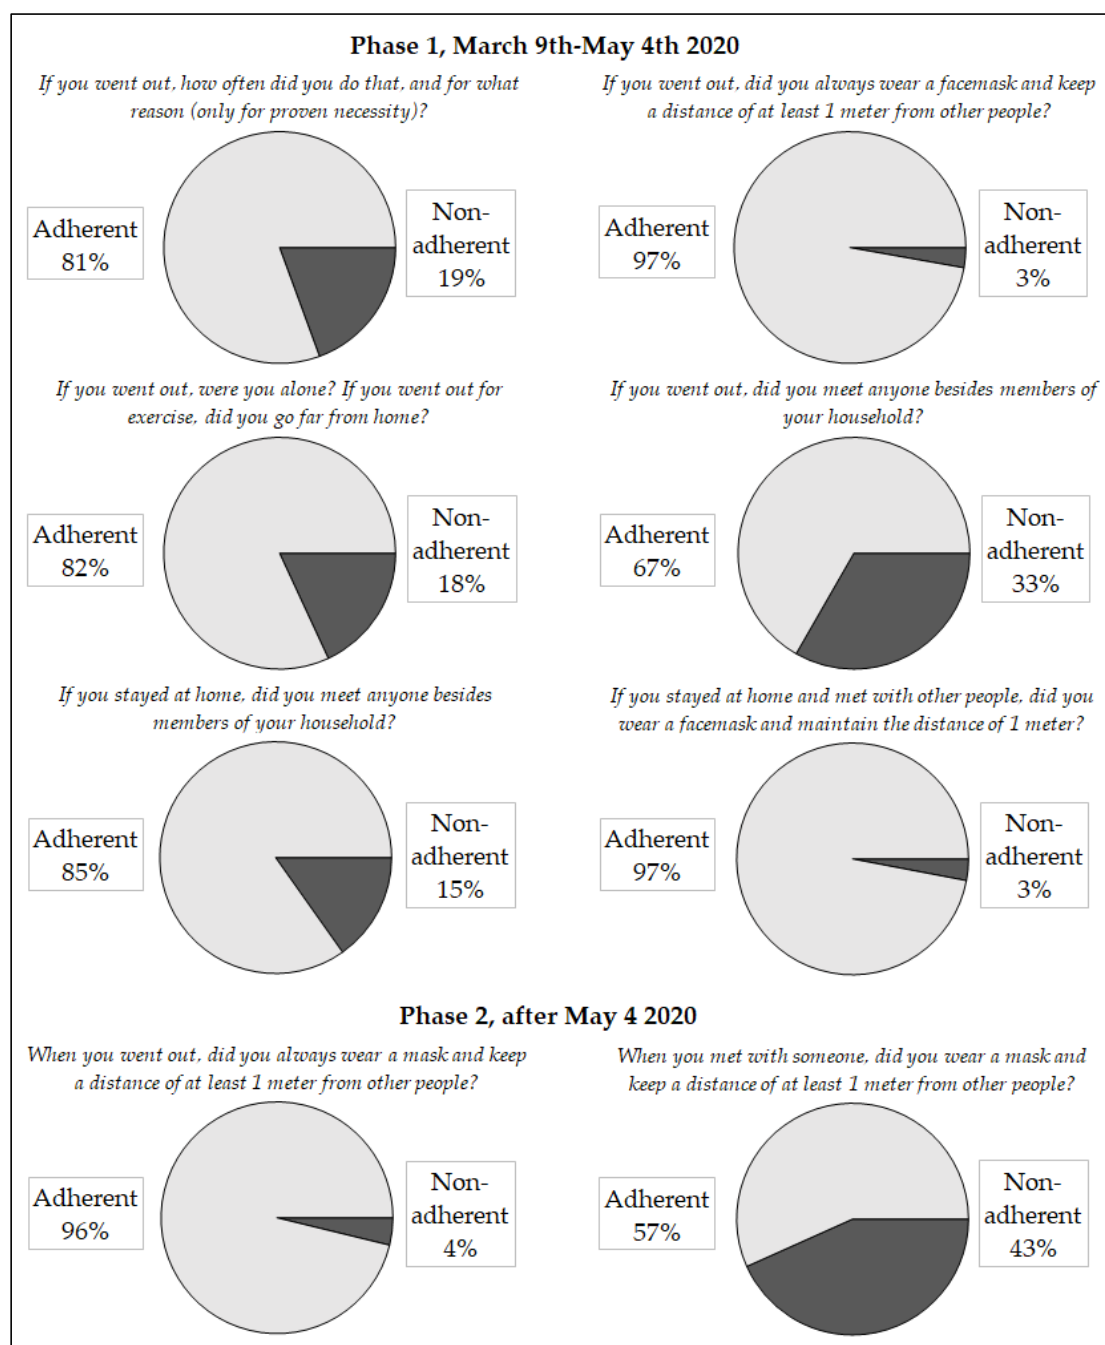 Phase 1, March 9th-May 4th 2020
If you went out, how often did you do that, and for what
reason (only for proven necessity)?
Adherent
81%
Non-
adherent
19%
If you went out, did you always wear a facemask and keep
a distance of at least 1 meter from other people?
Adherent
97%
Non-
adherent
3%
If you went out, were you alone? If you went out for
exercise, did you go far from home?
Adherent
82%
Non-
adherent
18%
If you went out, did you meet anyone besides members of
your household?
Adherent
67%
Non-
adherent
33%
If you stayed at home, did you meet anyone besides
members of your household?
Adherent
85%
Non-
adherent
15%
If you stayed at home and met with other people, did you
wear a facemask and maintain the distance of 1 meter?
Adherent
97%
Non-
adherent
3%
Phase 2, after May 4 2020
When you went out, did you always wear a mask and keep
a distance of at least 1 meter from other people?
Adherent
96%
Non-
adherent
4%
When you met with someone, did you wear a mask and
keep a distance of at least 1 meter from other people?
Adherent
57%
Non-
adherent
43%